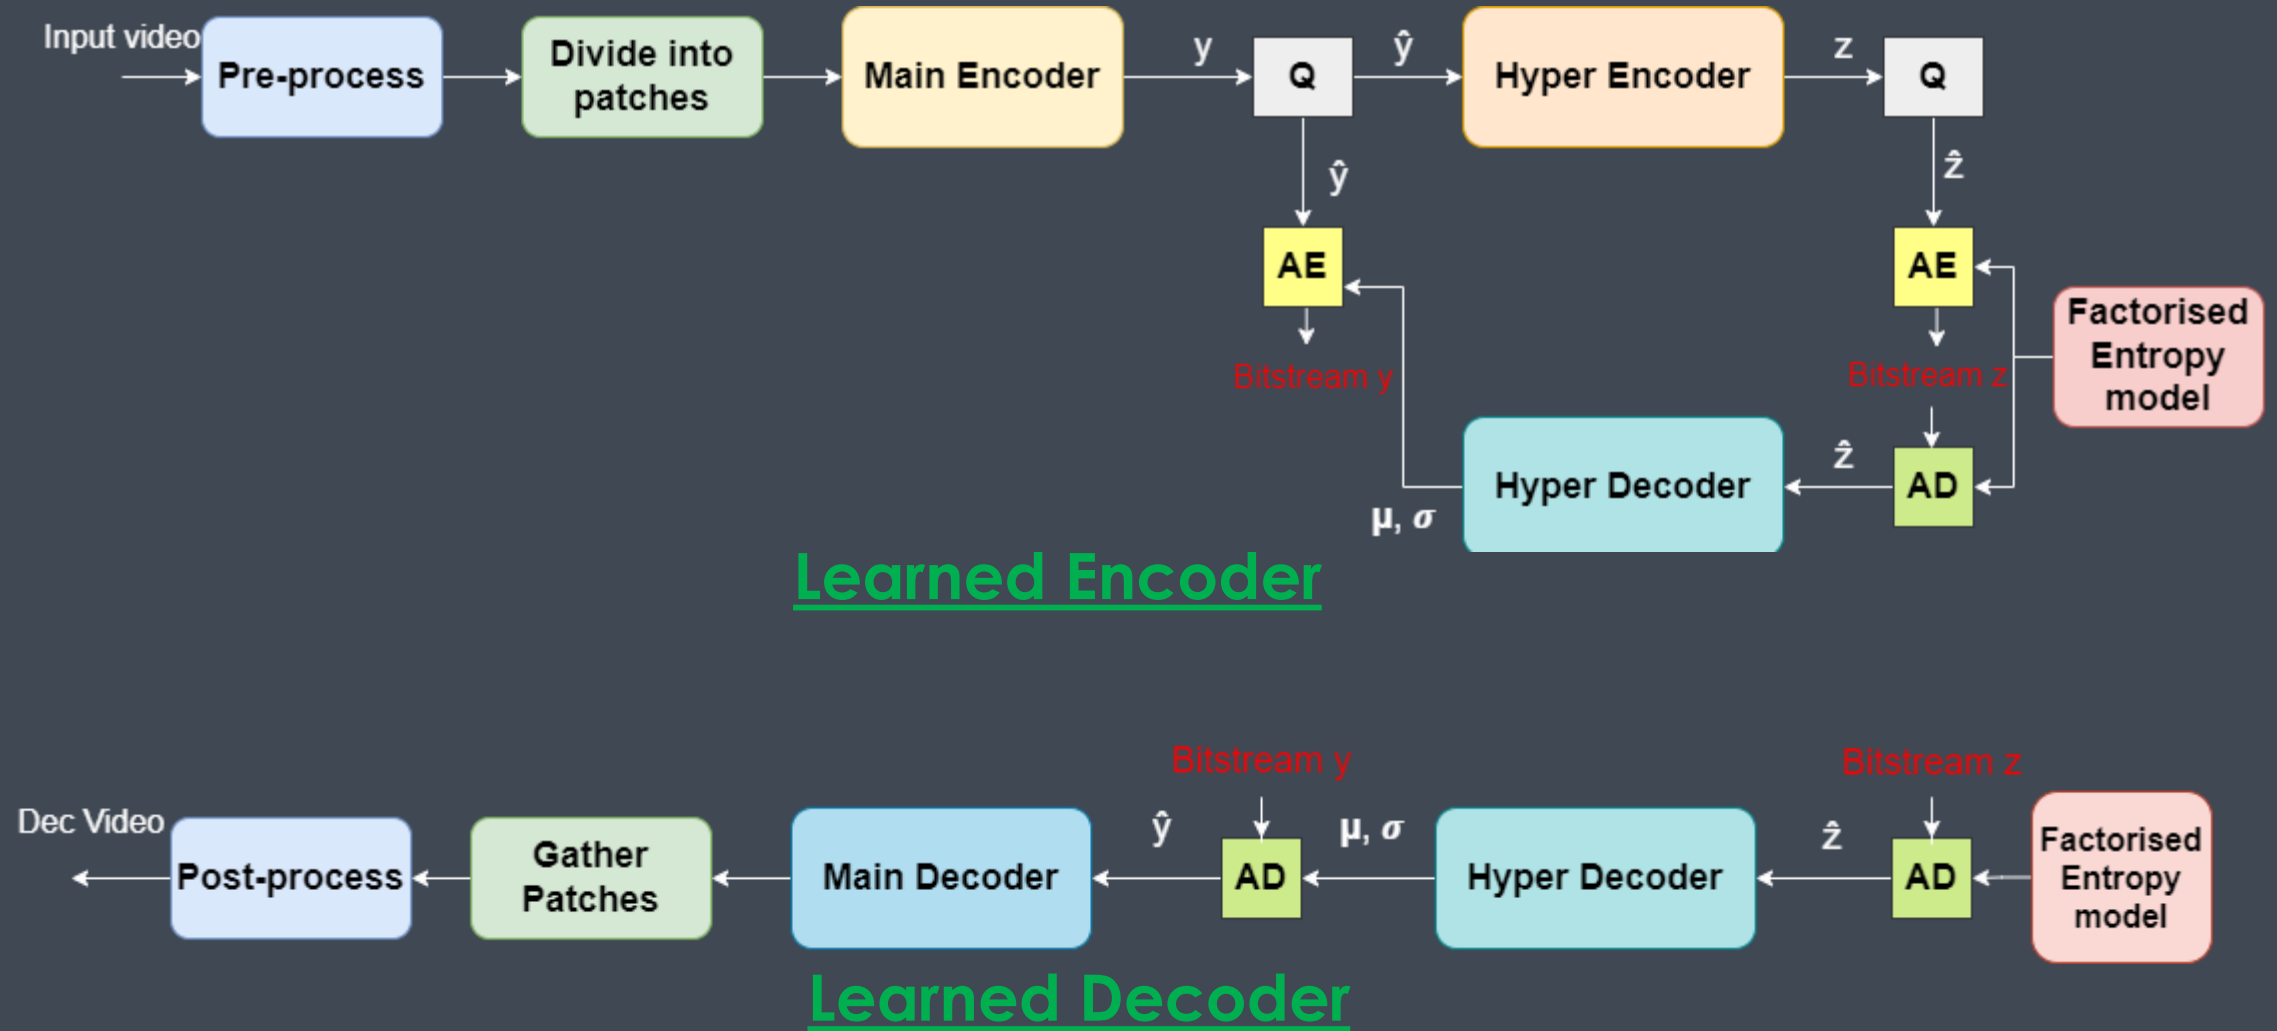 Input video
Pre-process
Divide into
patches
Main Encoder
y
Q
ŷ
Hyper Encoder
z
Q
ŷ
ẑ
AE
AE
Factorised
Entropy
model
Bitstream y
Bitstream z
Hyper Decoder
ẑ
AD
μ, σ
Learned Encoder
Bitstream y
Bitstream z
Dec Video
Post-process
Gather
Patches
Main Decoder
ŷ
AD
μ, σ
Hyper Decoder
ẑ
AD
Factorised
Entropy
model
Learned Decoder